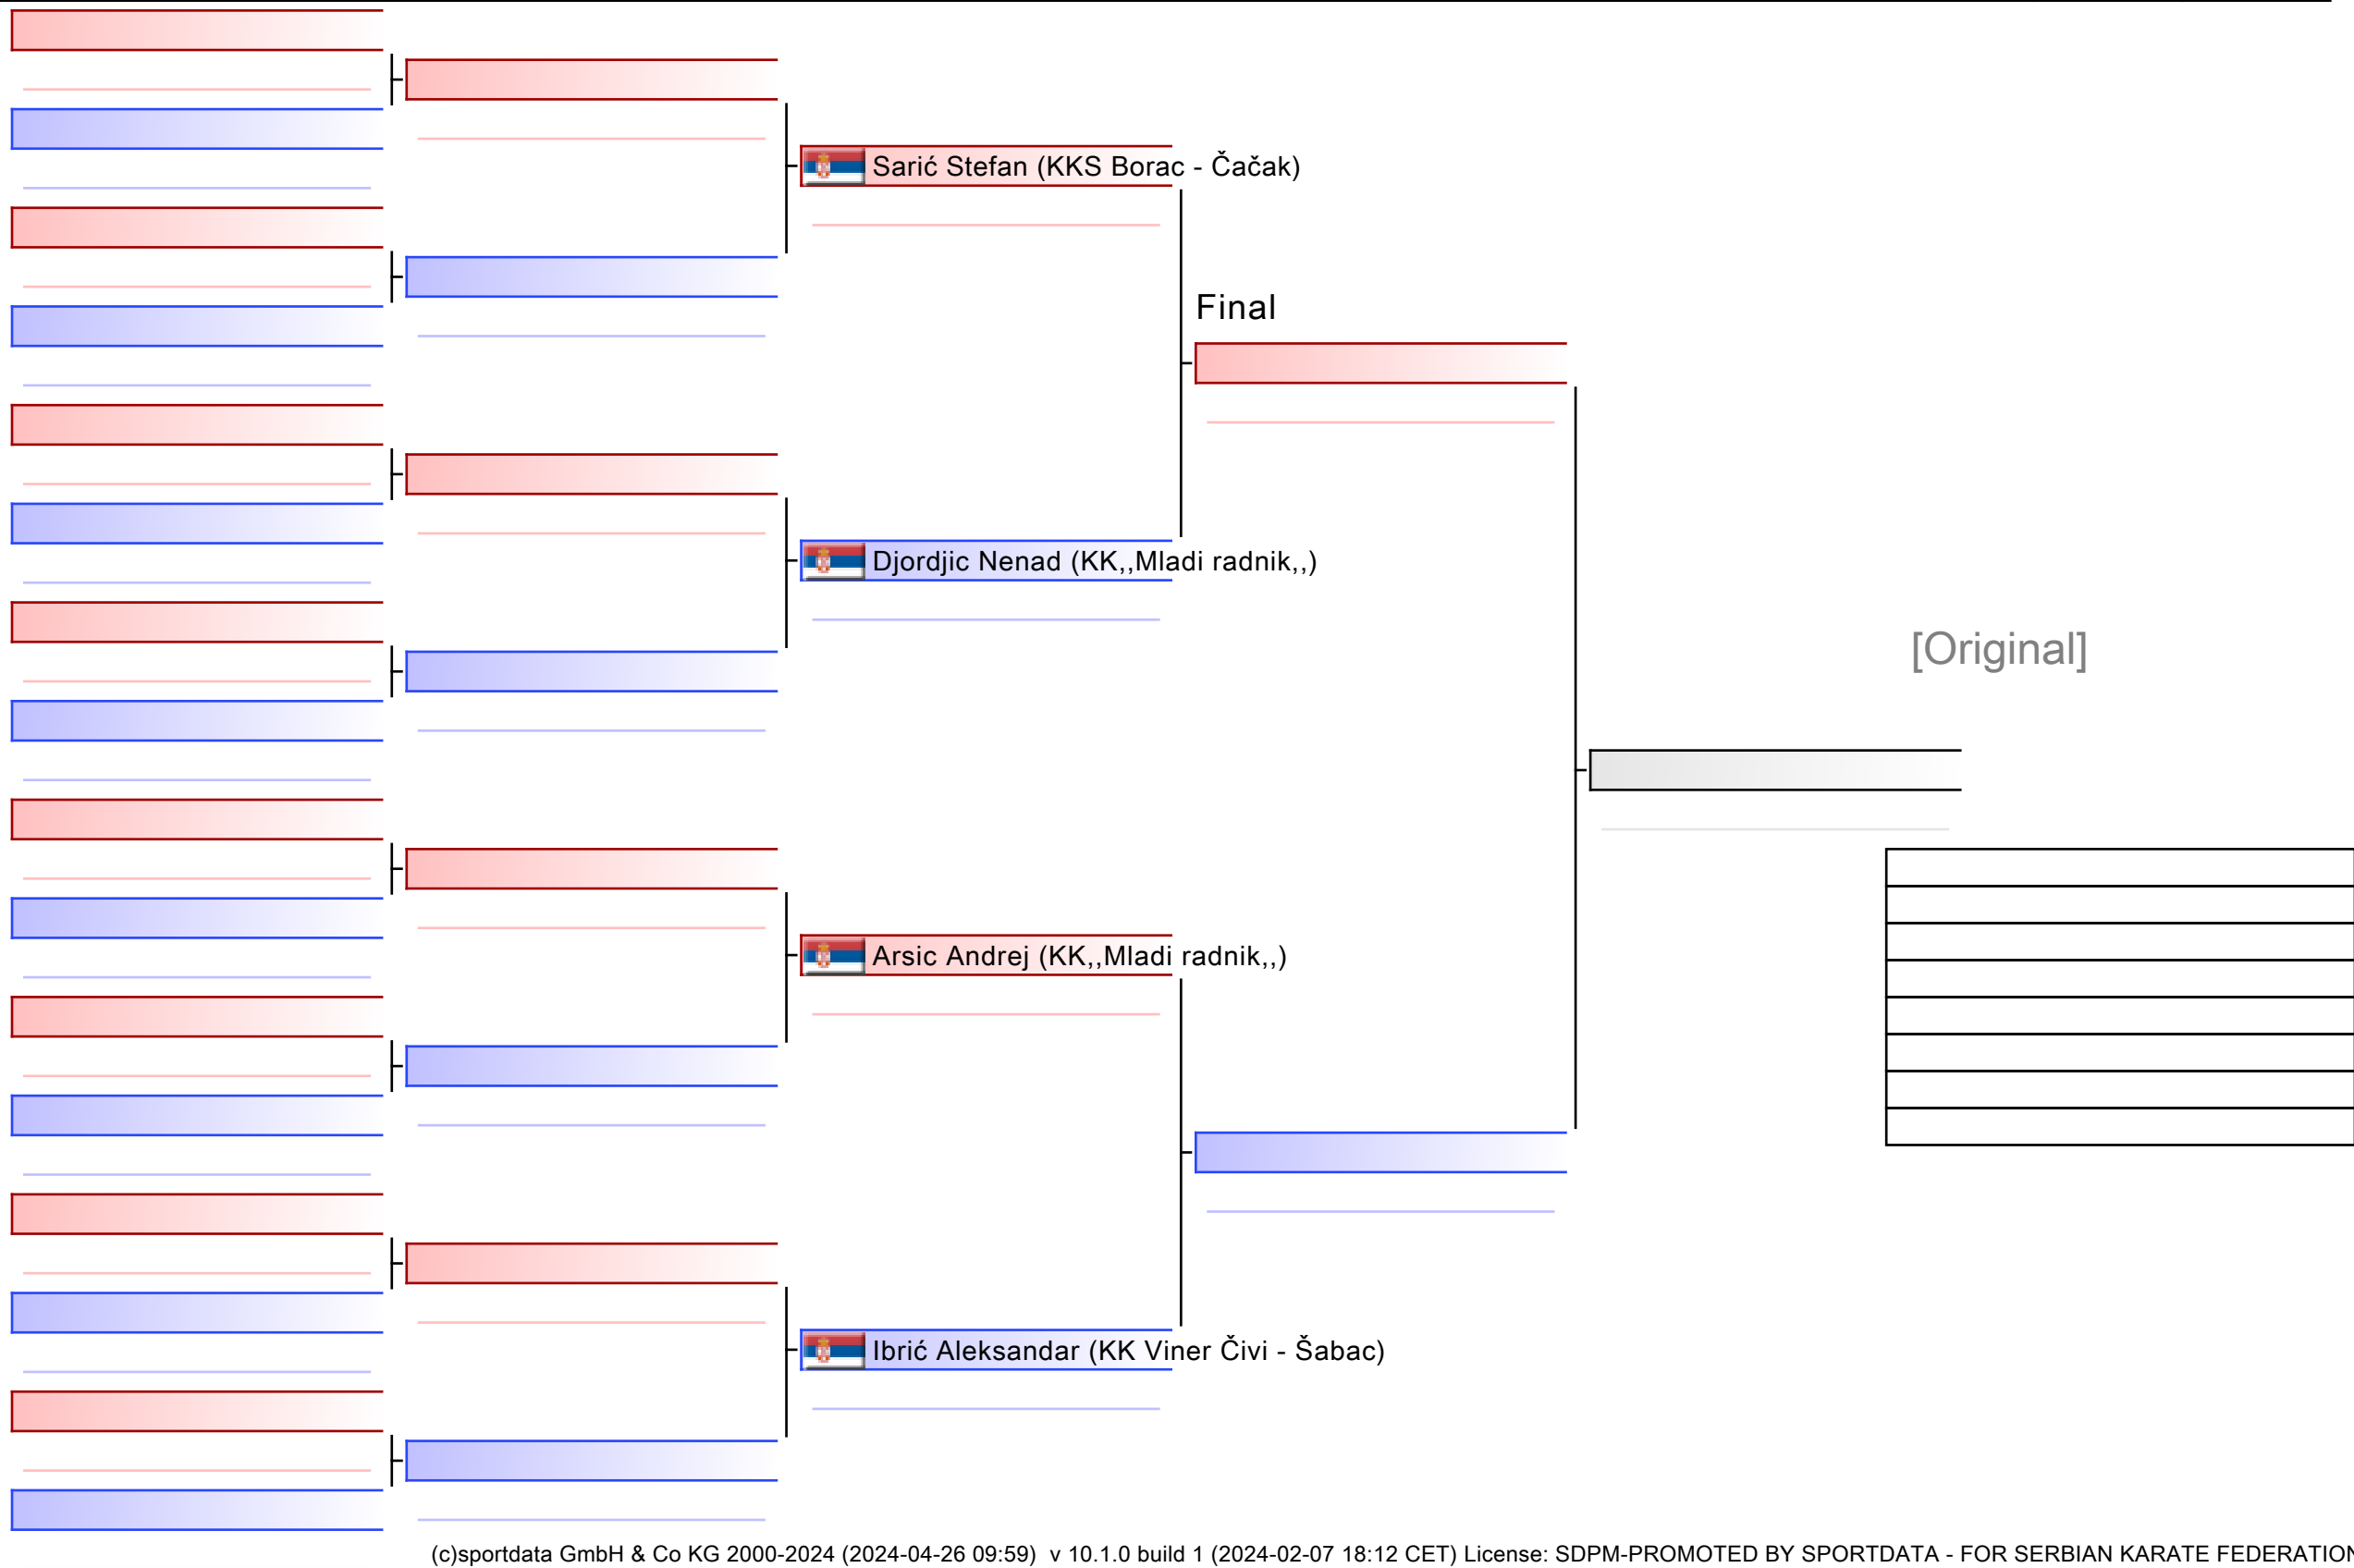 Sarić Stefan (KKS Borac - Čačak)
Final
Djordjic Nenad (KK,,Mladi radnik,,)
[Original]
Arsic Andrej (KK,,Mladi radnik,,)
Ibrić Aleksandar (KK Viner Čivi - Šabac)
(c)sportdata GmbH & Co KG 2000-2024 (2024-04-26 09:59) v 10.1.0 build 1 (2024-02-07 18:12 CET) License: SDPM-PROMOTED BY SPORTDATA - FOR SERBIAN KARATE FEDERATION